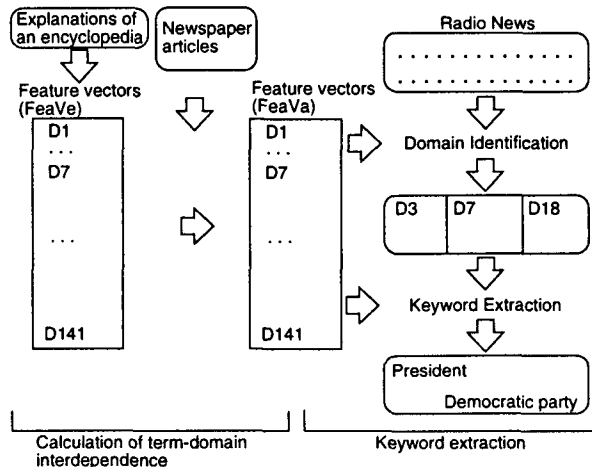 Explanations of
an encyclopedia
Newspaper
articles
Radio News
. . . . . . . . . . . . . .
. . . . . . . . . . . . . .
Feature vectors
(FeaVe)
D1
. . .
D7
. . .
D141
Feature vectors
(FeaVa)
D1
. . .
D7
. . .
D141
Domain Identification
D3
D7
D18
Keyword Extraction
President
Democratic party
Calculation of term-domain
interdependence
Keyword extraction